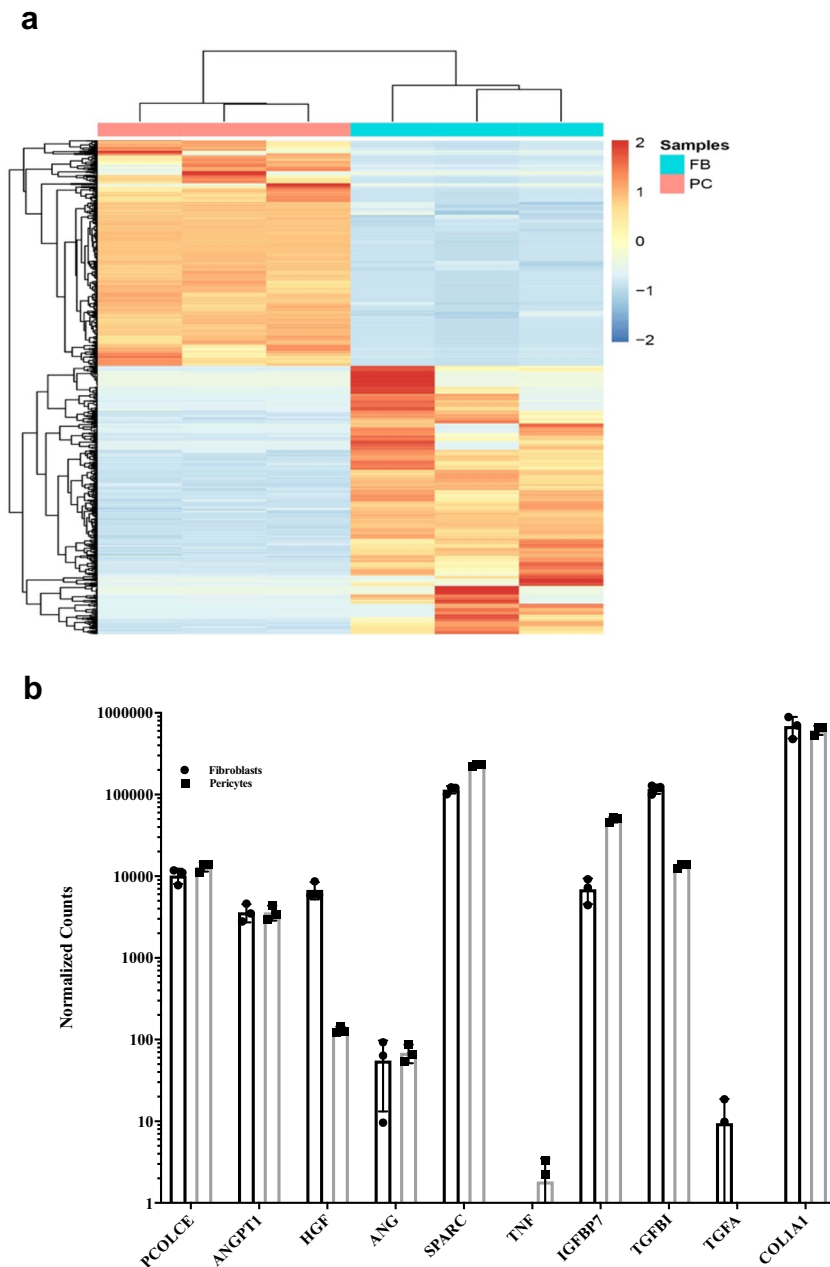 a
2
1
0
−1
−2
Samples
FB
PC
b
1000000
100000
10000
1000
100
10
1
Normalized Counts
Fibroblasts
Pericytes
PCOLCE
ANGPT1
HGF
ANG
SPARC
TNF
IGFBP7
TGFBI
TGFA
COL1A1